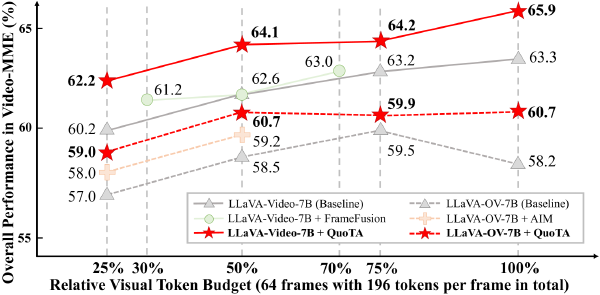 Overall Performance in Video-MME (%)
65
60
55
62.2
64.1
64.2
65.9
61.2
62.6
63.0
63.2
63.3
60.2
59.0
60.7
59.9
60.7
58.0
59.2
57.0
58.5
59.5
58.2
LLaVA-Video-7B (Baseline)
LLaVA-OV-7B (Baseline)
LLaVA-Video-7B + FrameFusion
LLaVA-OV-7B + AIM
LLaVA-Video-7B + QuoTA
LLaVA-OV-7B + QuoTA
25% 30% 50% 70% 75% 100%
Relative Visual Token Budget (64 frames with 196 tokens per frame in total)